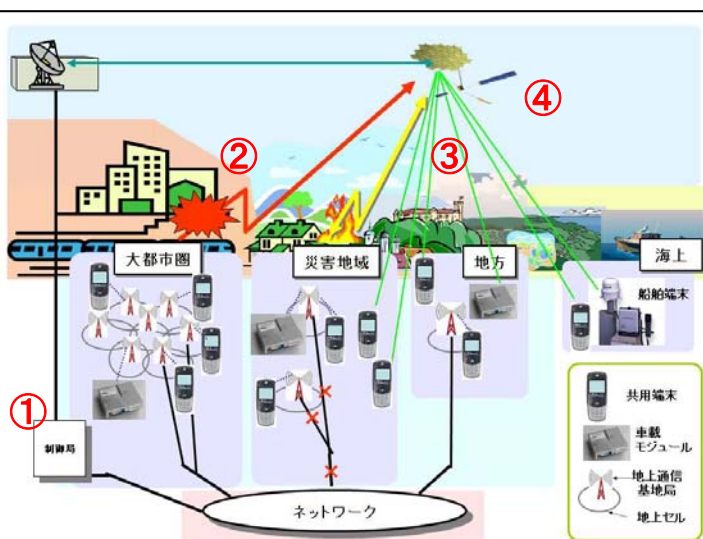 ④
②
③
大都市圏
災害地域
地方
海上
船舶端末
①
制御局
共用端末
車載
モジュール
地上通信
基地局
地上セル
ネットワーク